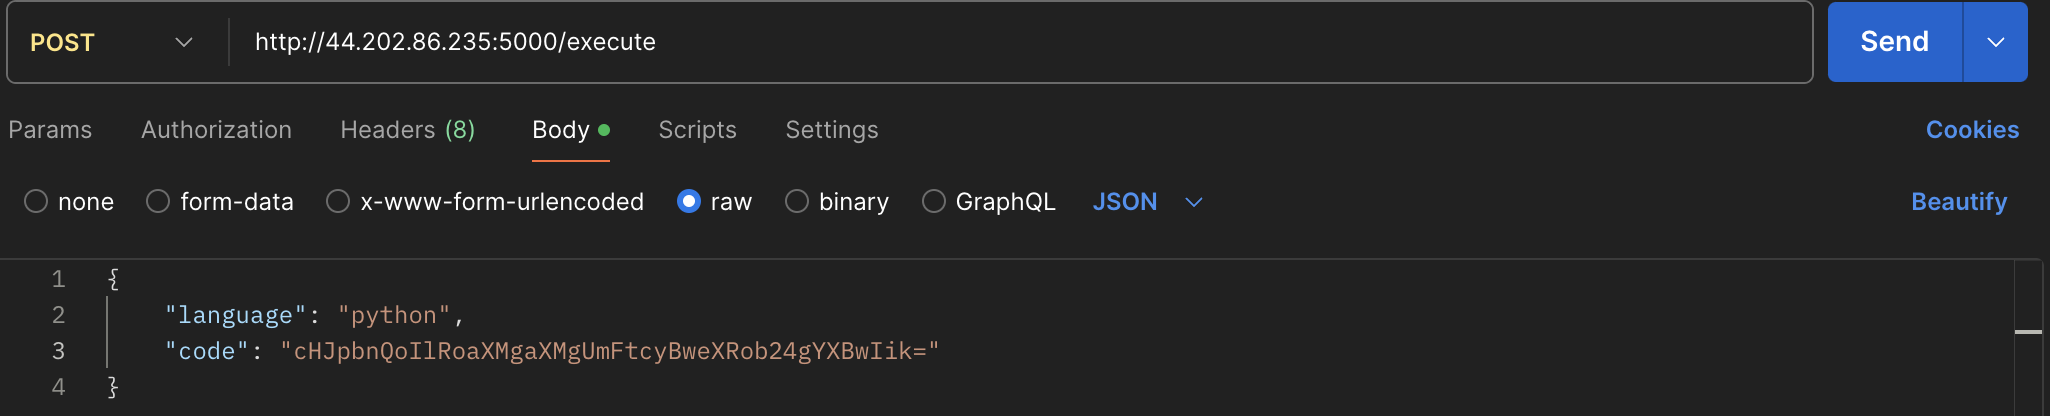 POST http://44.202.86.235:5000/execute Send
Params Authorization Headers (8) Body Scripts Settings Cookies
none form-data x-www-form-urlencoded raw binary GraphQL JSON Beautify
1 {
2 "language": "python",
3 "code": "cHJpbnQoIlRoaXMgaXMgUmFtcyBweXRob24gYXBwIik="
4 }